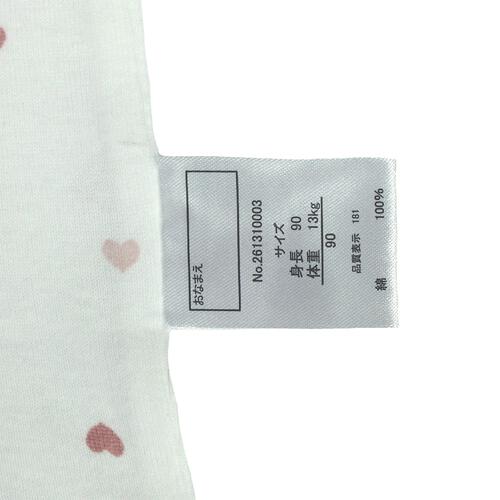 おなまえ
No.261310003
サイズ
身長 90
体重 13kg
90
品質表示 181
綿 100%